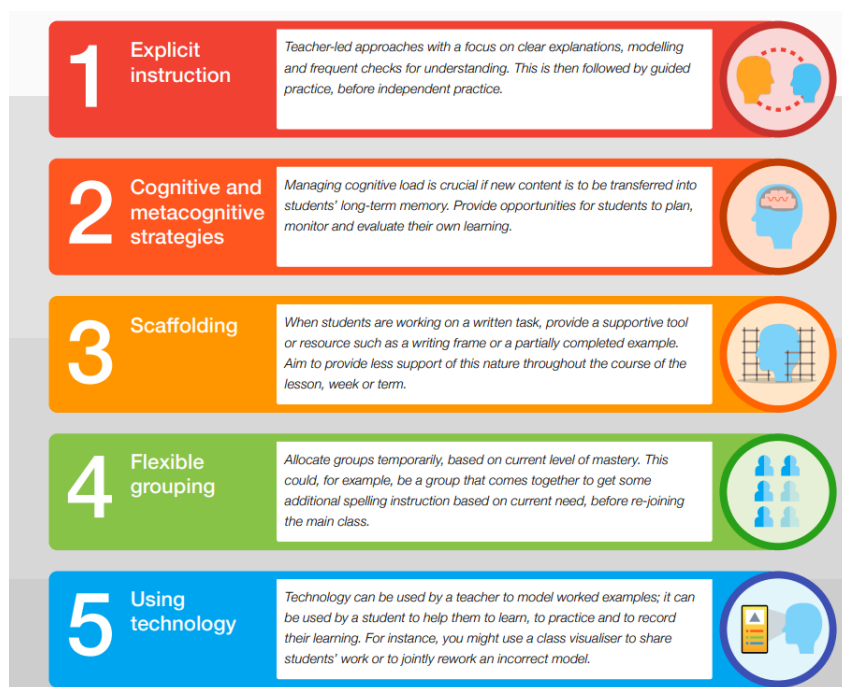 1
Explicit
instruction
Teacher-led approaches with a focus on clear explanations, modelling
and frequent checks for understanding. This is then followed by guided
practice, before independent practice.
2
Cognitive and
metacognitive
strategies
Managing cognitive load is crucial if new content is to be transferred into
students’ long-term memory. Provide opportunities for students to plan,
monitor and evaluate their own learning.
3
Scaffolding
When students are working on a written task, provide a supportive tool
or resource such as a writing frame or a partially completed example.
Aim to provide less support of this nature throughout the course of the
lesson, week or term.
4
Flexible
grouping
Allocate groups temporarily, based on current level of mastery. This
could, for example, be a group that comes together to get some
additional spelling instruction based on current need, before re-joining
the main class.
5
Using
technology
Technology can be used by a teacher to model worked examples; it can
be used by a student to help them to learn, to practice and to record
their learning. For instance, you might use a class visualiser to share
students’ work or to jointly rework an incorrect model.